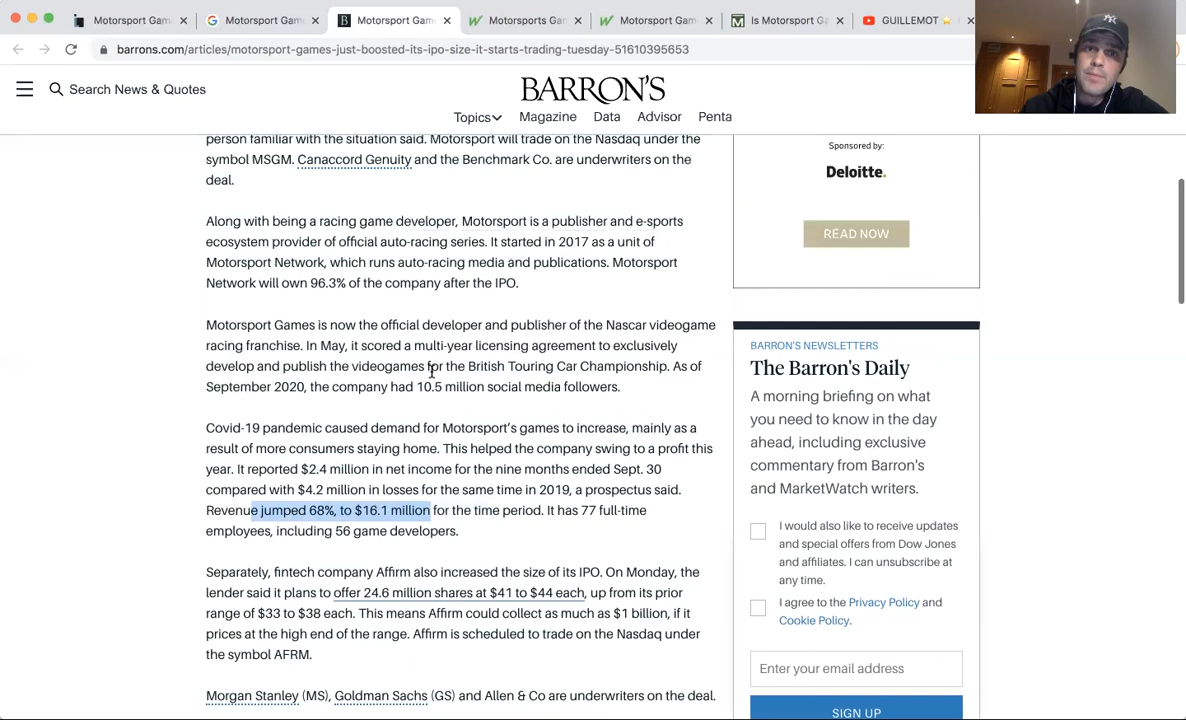 Motorsport Gam
Motorsport Game
Motorsport Game
Motorsports Gan
Motorsport Gam
Is Motorsport Ga
GUILLEMOT
barrons.com/articles/motorsport-games-just-boosted-its-ipo-size-it-starts-trading-tuesday-51610395653
Search News & Quotes
BARRON'S
Topics
Magazine
Data
Advisor
Penta
person familiar with the situation said. Motorsport will trade on the Nasdaq under the
symbol MSGM. Canaccord Genuity and the Benchmark Co. are underwriters on the
deal.
Along with being a racing game developer, Motorsport is a publisher and e-sports
ecosystem provider of official auto-racing series. It started in 2017 as a unit of
Motorsport Network, which runs auto-racing media and publications. Motorsport
Network will own 96.3% of the company after the IPO.
Motorsport Games is now the official developer and publisher of the Nascar videogame
racing franchise. In May, it scored a multi-year licensing agreement to exclusively
develop and publish the videogames for the British Touring Car Championship. As of
September 2020, the company had 10.5 million social media followers.
Covid-19 pandemic caused demand for Motorsport's games to increase, mainly as a
result of more consumers staying home. This helped the company swing to a profit this
year. It reported $2.4 million in net income for the nine months ended Sept. 30
compared with $4.2 million in losses for the same time in 2019, a prospectus said.
Revenue jumped 68%, to $16.1 million for the time period. It has 77 full-time
employees, including 56 game developers.
Separately, fintech company Affirm also increased the size of its IPO. On Monday, the
lender said it plans to offer 24.6 million shares at $41 to $44 each, up from its prior
range of $33 to $38 each. This means Affirm could collect as much as $1 billion, if it
prices at the high end of the range. Affirm is scheduled to trade on the Nasdaq under
the symbol AFRM.
Morgan Stanley (MS), Goldman Sachs (GS) and Allen & Co are underwriters on the deal.
Sponsored by:
Deloitte.
READ NOW
BARRON'S NEWSLETTERS
The Barron's Daily
A morning briefing on what
you need to know in the day
ahead, including exclusive
commentary from Barron's
and MarketWatch writers.
I would also like to receive updates
and special offers from Dow Jones
and affiliates. I can unsubscribe at
any time.
I agree to the Privacy Policy and
Cookie Policy.
Enter your email address
SIGN UP